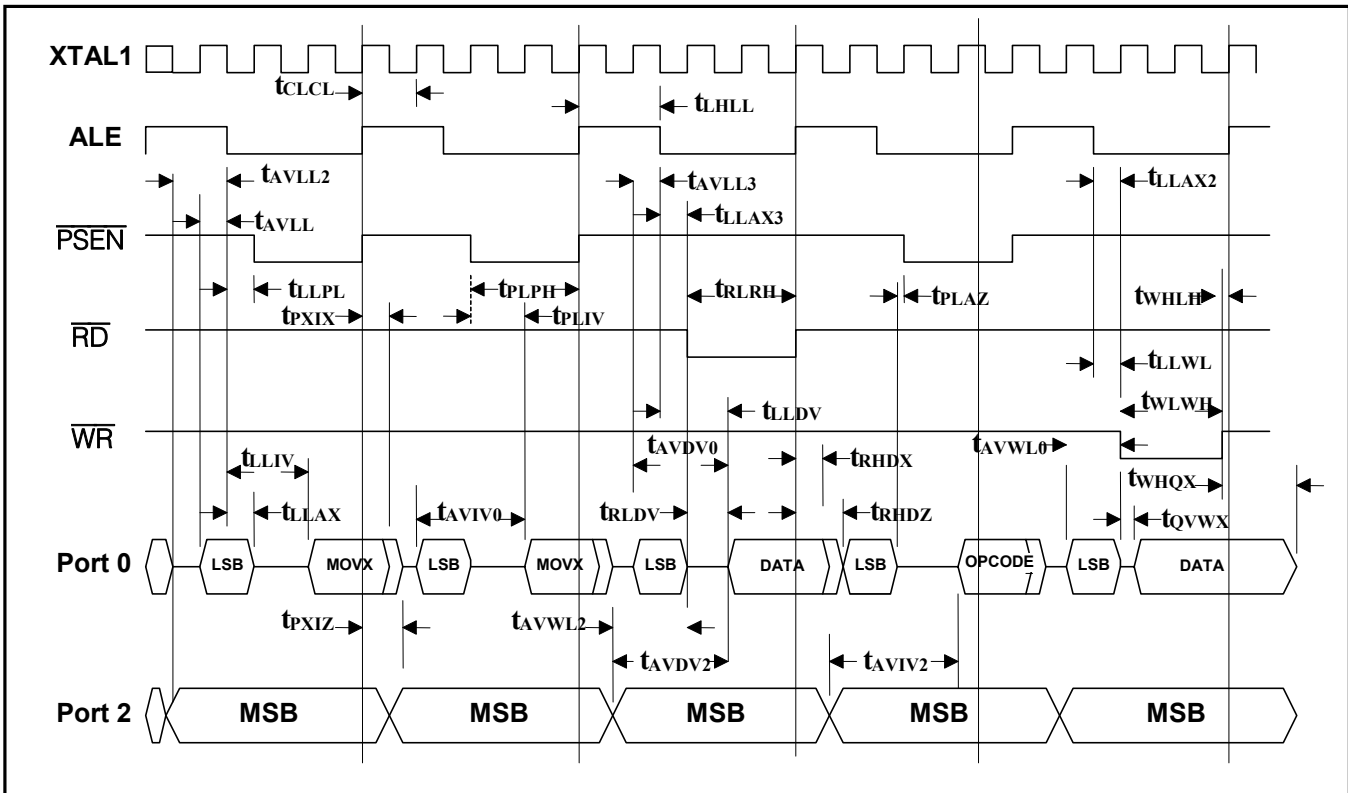 XTAL1
tCLCL
tLHLL
ALE
tAVLL2
tAVLL3
tLLAX2
tAVLL
tLLAX3
PSEN
tLLPL
tPLPH
tRLRH
tPLAZ
tWHLH
tPXIX
tPLIV
RD
tLLWL
tWLWH
tLLDV
WR
tAVDV0
tAVWL0
tLLIV
tRHDX
tWHQX
tLLAX
tAVIV0
tRLDV
tRHDZ
tQVWX
Port 0
LSB
MOVX
LSB
MOVX
LSB
DATA
LSB
OPCODE
LSB
DATA
tPXIZ
tAVWL2
tAVDV2
tAVIV2
Port 2
MSB
MSB
MSB
MSB
MSB